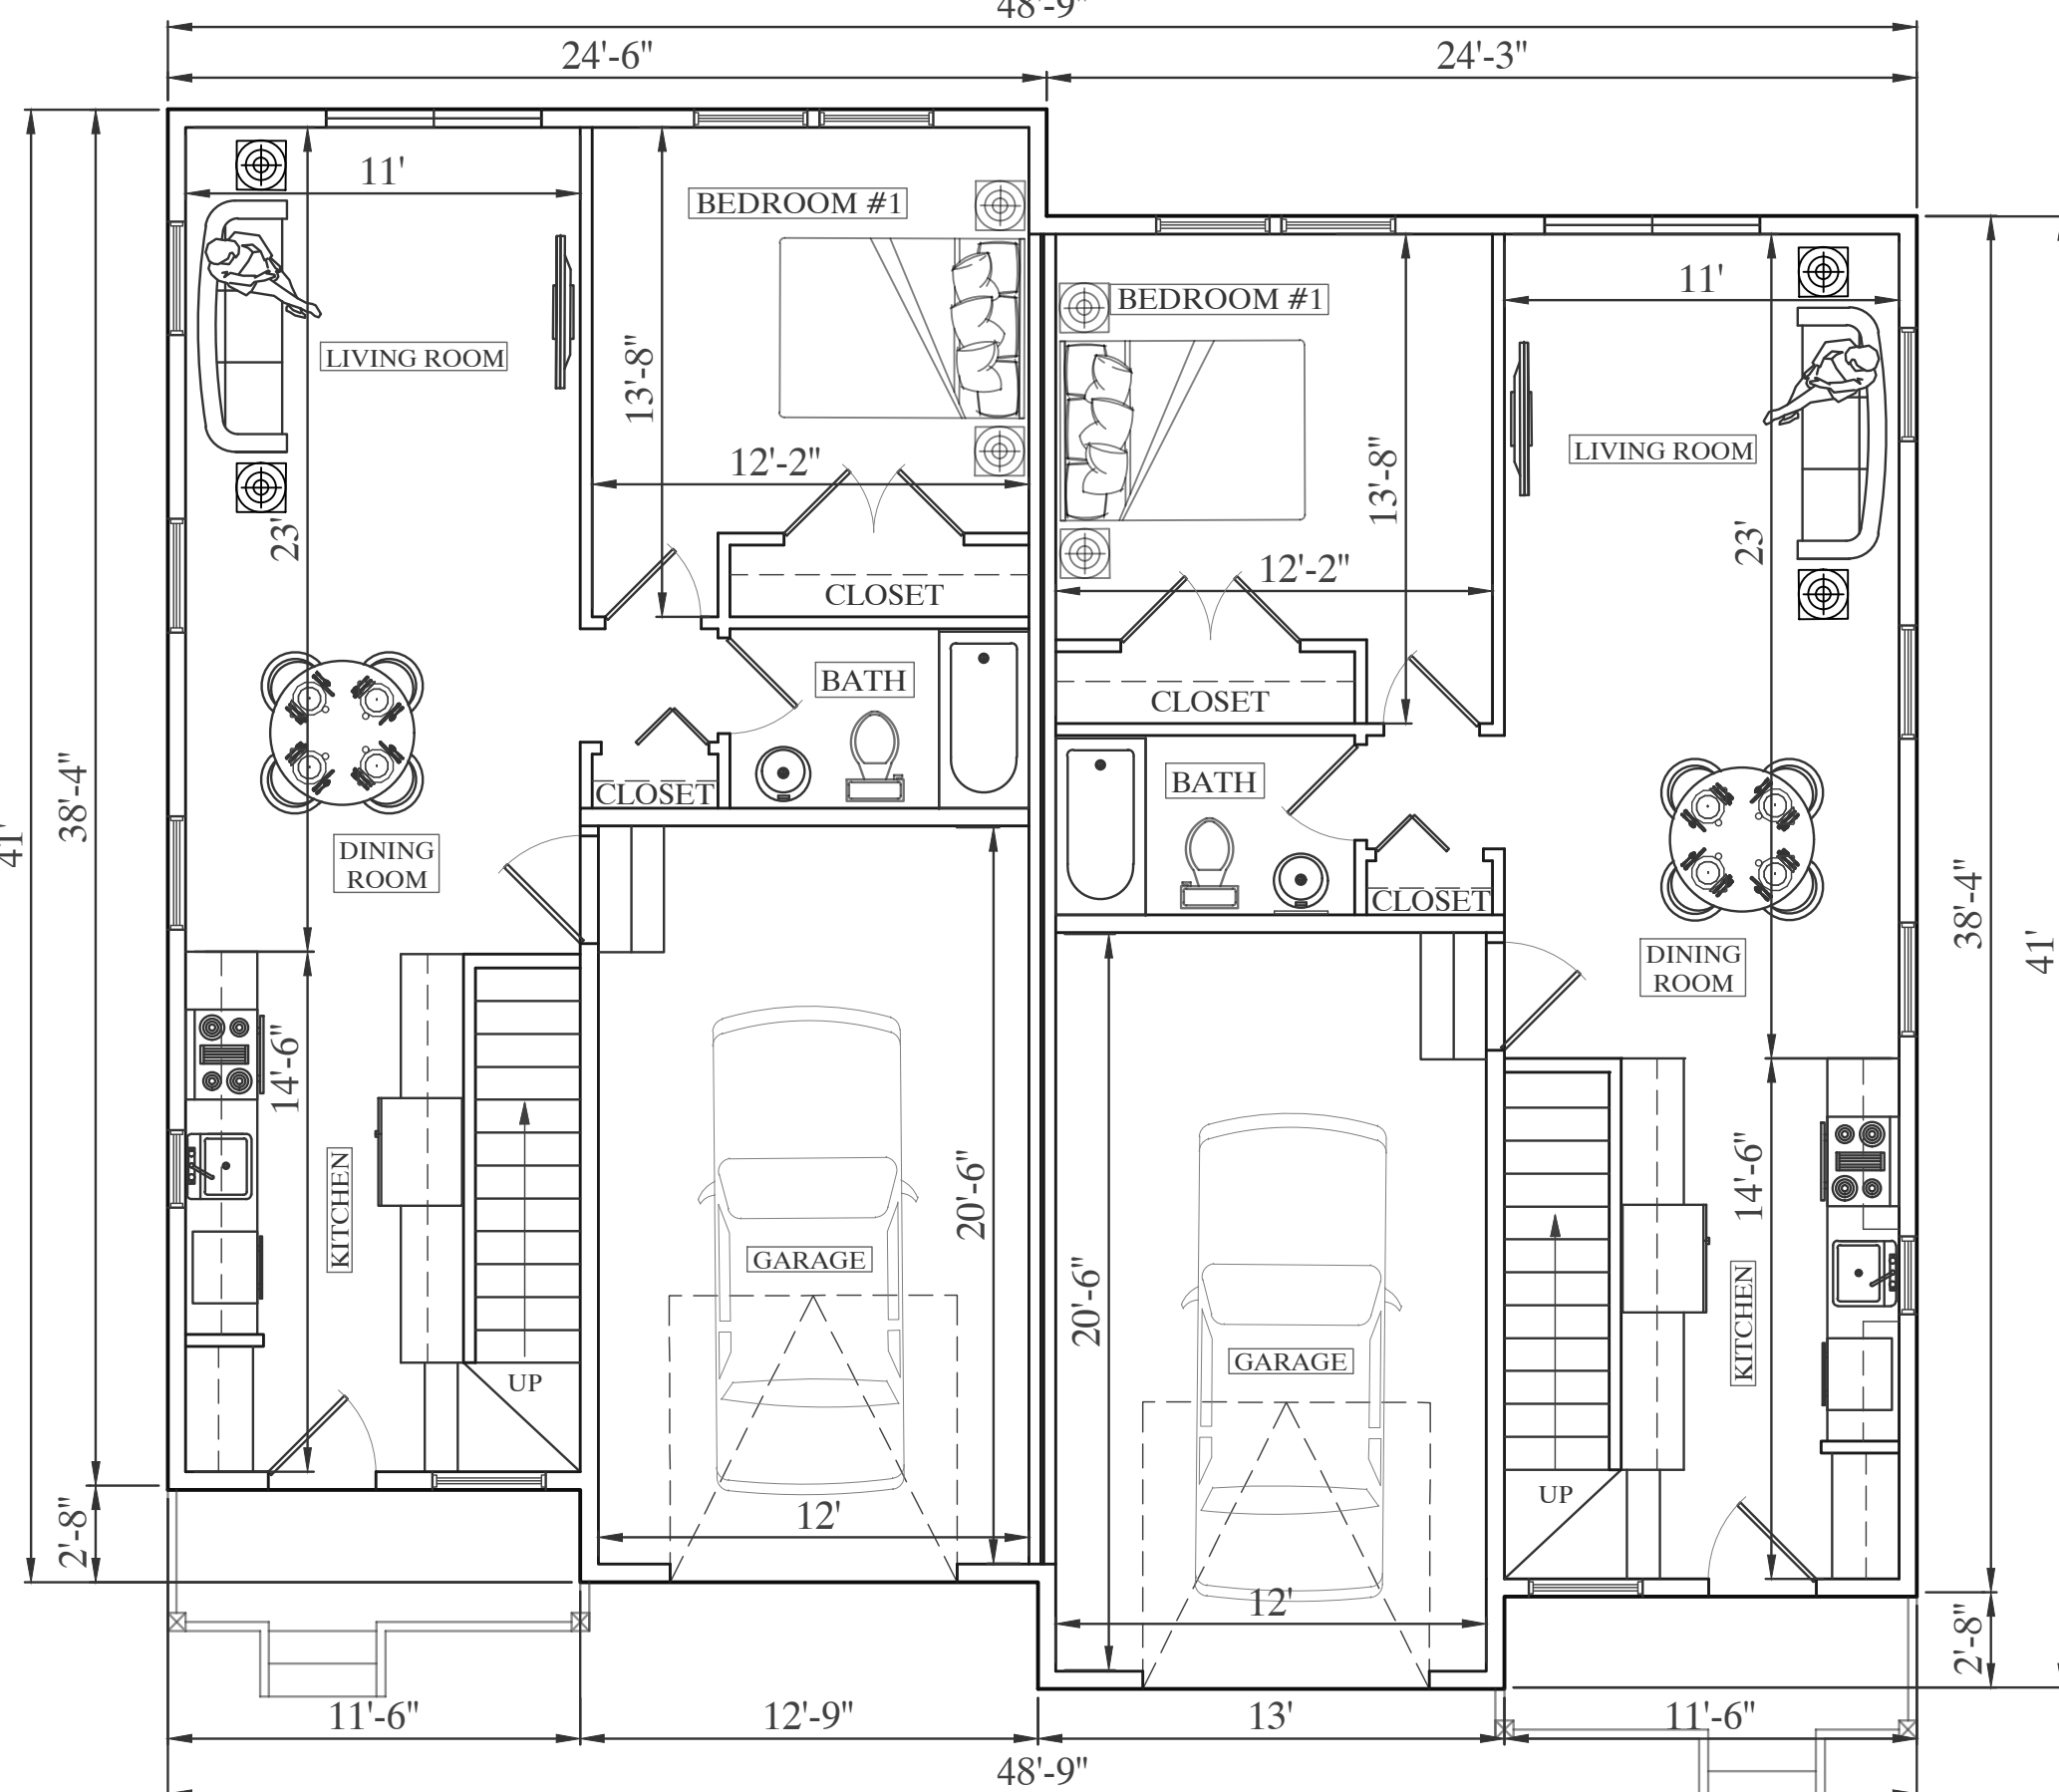 48'-9"
24'-6"
24'-3"
11'
BEDROOM #1
11'
BEDROOM #1
LIVING ROOM
13'-8"
LIVING ROOM
12'-2"
13'-8"
23'
23'
12'-2"
CLOSET
BATH
CLOSET
CLOSET
BATH
38'-4"
41'
DINING
ROOM
CLOSET
38'-4"
41'
DINING
ROOM
14'-6"
14'-6"
KITCHEN
20'-6"
GARAGE
20'-6"
KITCHEN
GARAGE
UP
UP
12'
2'-8"
12'
2'-8"
11'-6"
12'-9"
13'
11'-6"
48'-9"